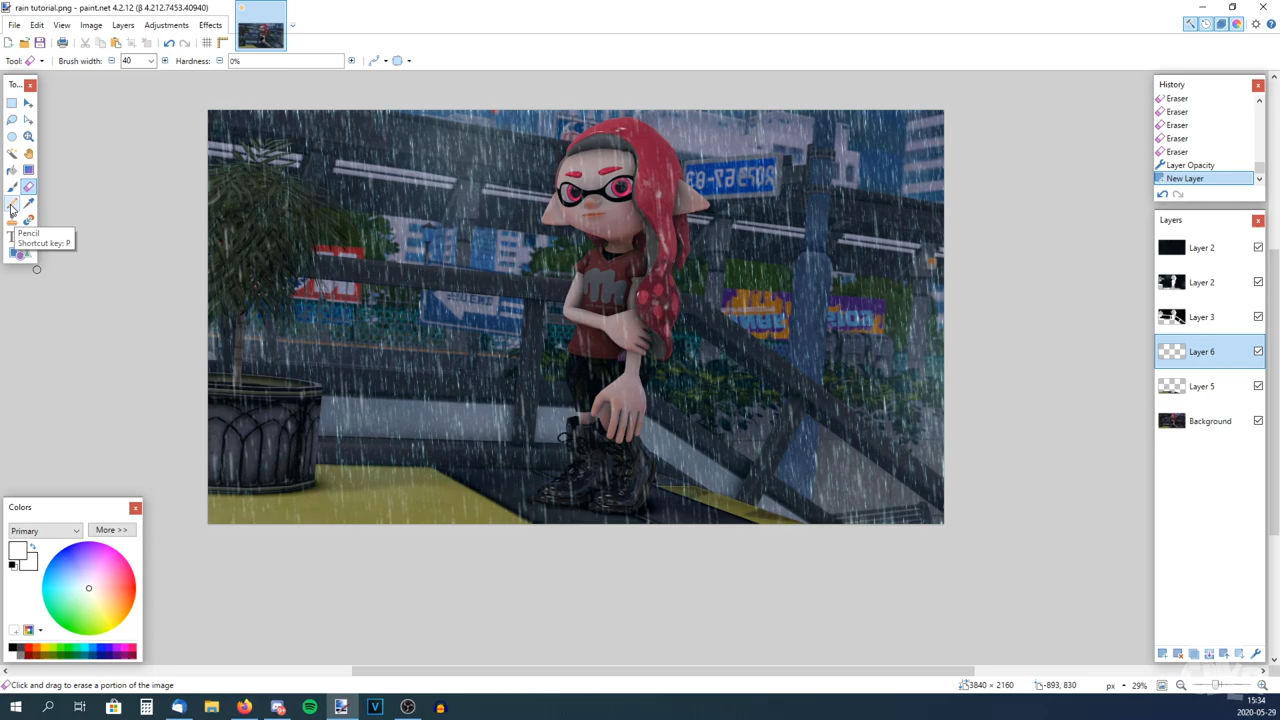 rain tutorial.png - paint.net 4.2.12 (β 4.212.7453.40940)
File Edit View Image Layers Adjustments Effects
Tool: Brush width: 40 Hardness: 0%
To...
Pencil
Shortcut key: P
History
Eraser
Eraser
Eraser
Eraser
Eraser
Layer Opacity
New Layer
Layers
Layer 2
Layer 2
Layer 3
Layer 6
Layer 5
Background
Colors
Primary
More >>
Click and drag to erase a portion of the image
3840 × 2160
-893, 830
px
29%
15:34
2020-05-29